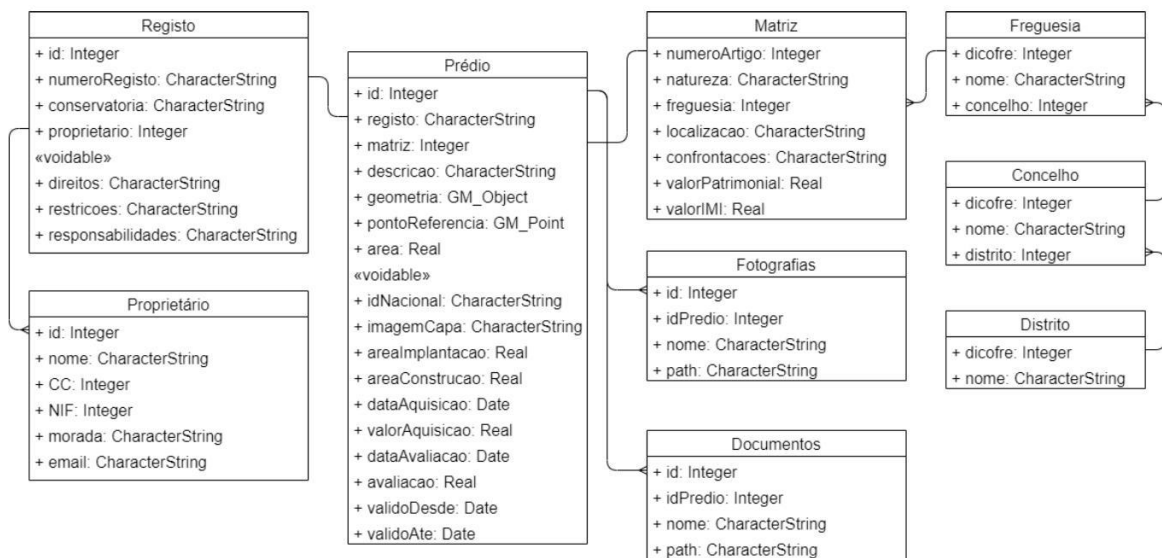 Registo
+ id: Integer
+ numeroRegisto: CharacterString
+ conservatoria: CharacterString
+ proprietario: Integer
«voidable»
+ direitos: CharacterString
+ restricoes: CharacterString
+ responsabilidades: CharacterString
Proprietário
+ id: Integer
+ nome: CharacterString
+ CC: Integer
+ NIF: Integer
+ morada: CharacterString
+ email: CharacterString
Prédio
+ id: Integer
+ registo: CharacterString
+ matriz: Integer
+ descricao: CharacterString
+ geometria: GM_Object
+ pontoReferencia: GM_Point
+ area: Real
«voidable»
+ idNacional: CharacterString
+ imagemCapa: CharacterString
+ areaImplantacao: Real
+ areaConstrucao: Real
+ dataAquisicao: Date
+ valorAquisicao: Real
+ dataAvaliacao: Date
+ avaliacao: Real
+ validoDesde: Date
+ validoAte: Date
Matriz
+ numeroArtigo: Integer
+ natureza: CharacterString
+ freguesia: Integer
+ localizacao: CharacterString
+ confrontacoes: CharacterString
+ valorPatrimonial: Real
+ valorIMI: Real
Fotografias
+ id: Integer
+ idPredio: Integer
+ nome: CharacterString
+ path: CharacterString
Documentos
+ id: Integer
+ idPredio: Integer
+ nome: CharacterString
+ path: CharacterString
Freguesia
+ dicofre: Integer
+ nome: CharacterString
+ concelho: Integer
Concelho
+ dicofre: Integer
+ nome: CharacterString
+ distrito: Integer
Distrito
+ dicofre: Integer
+ nome: CharacterString